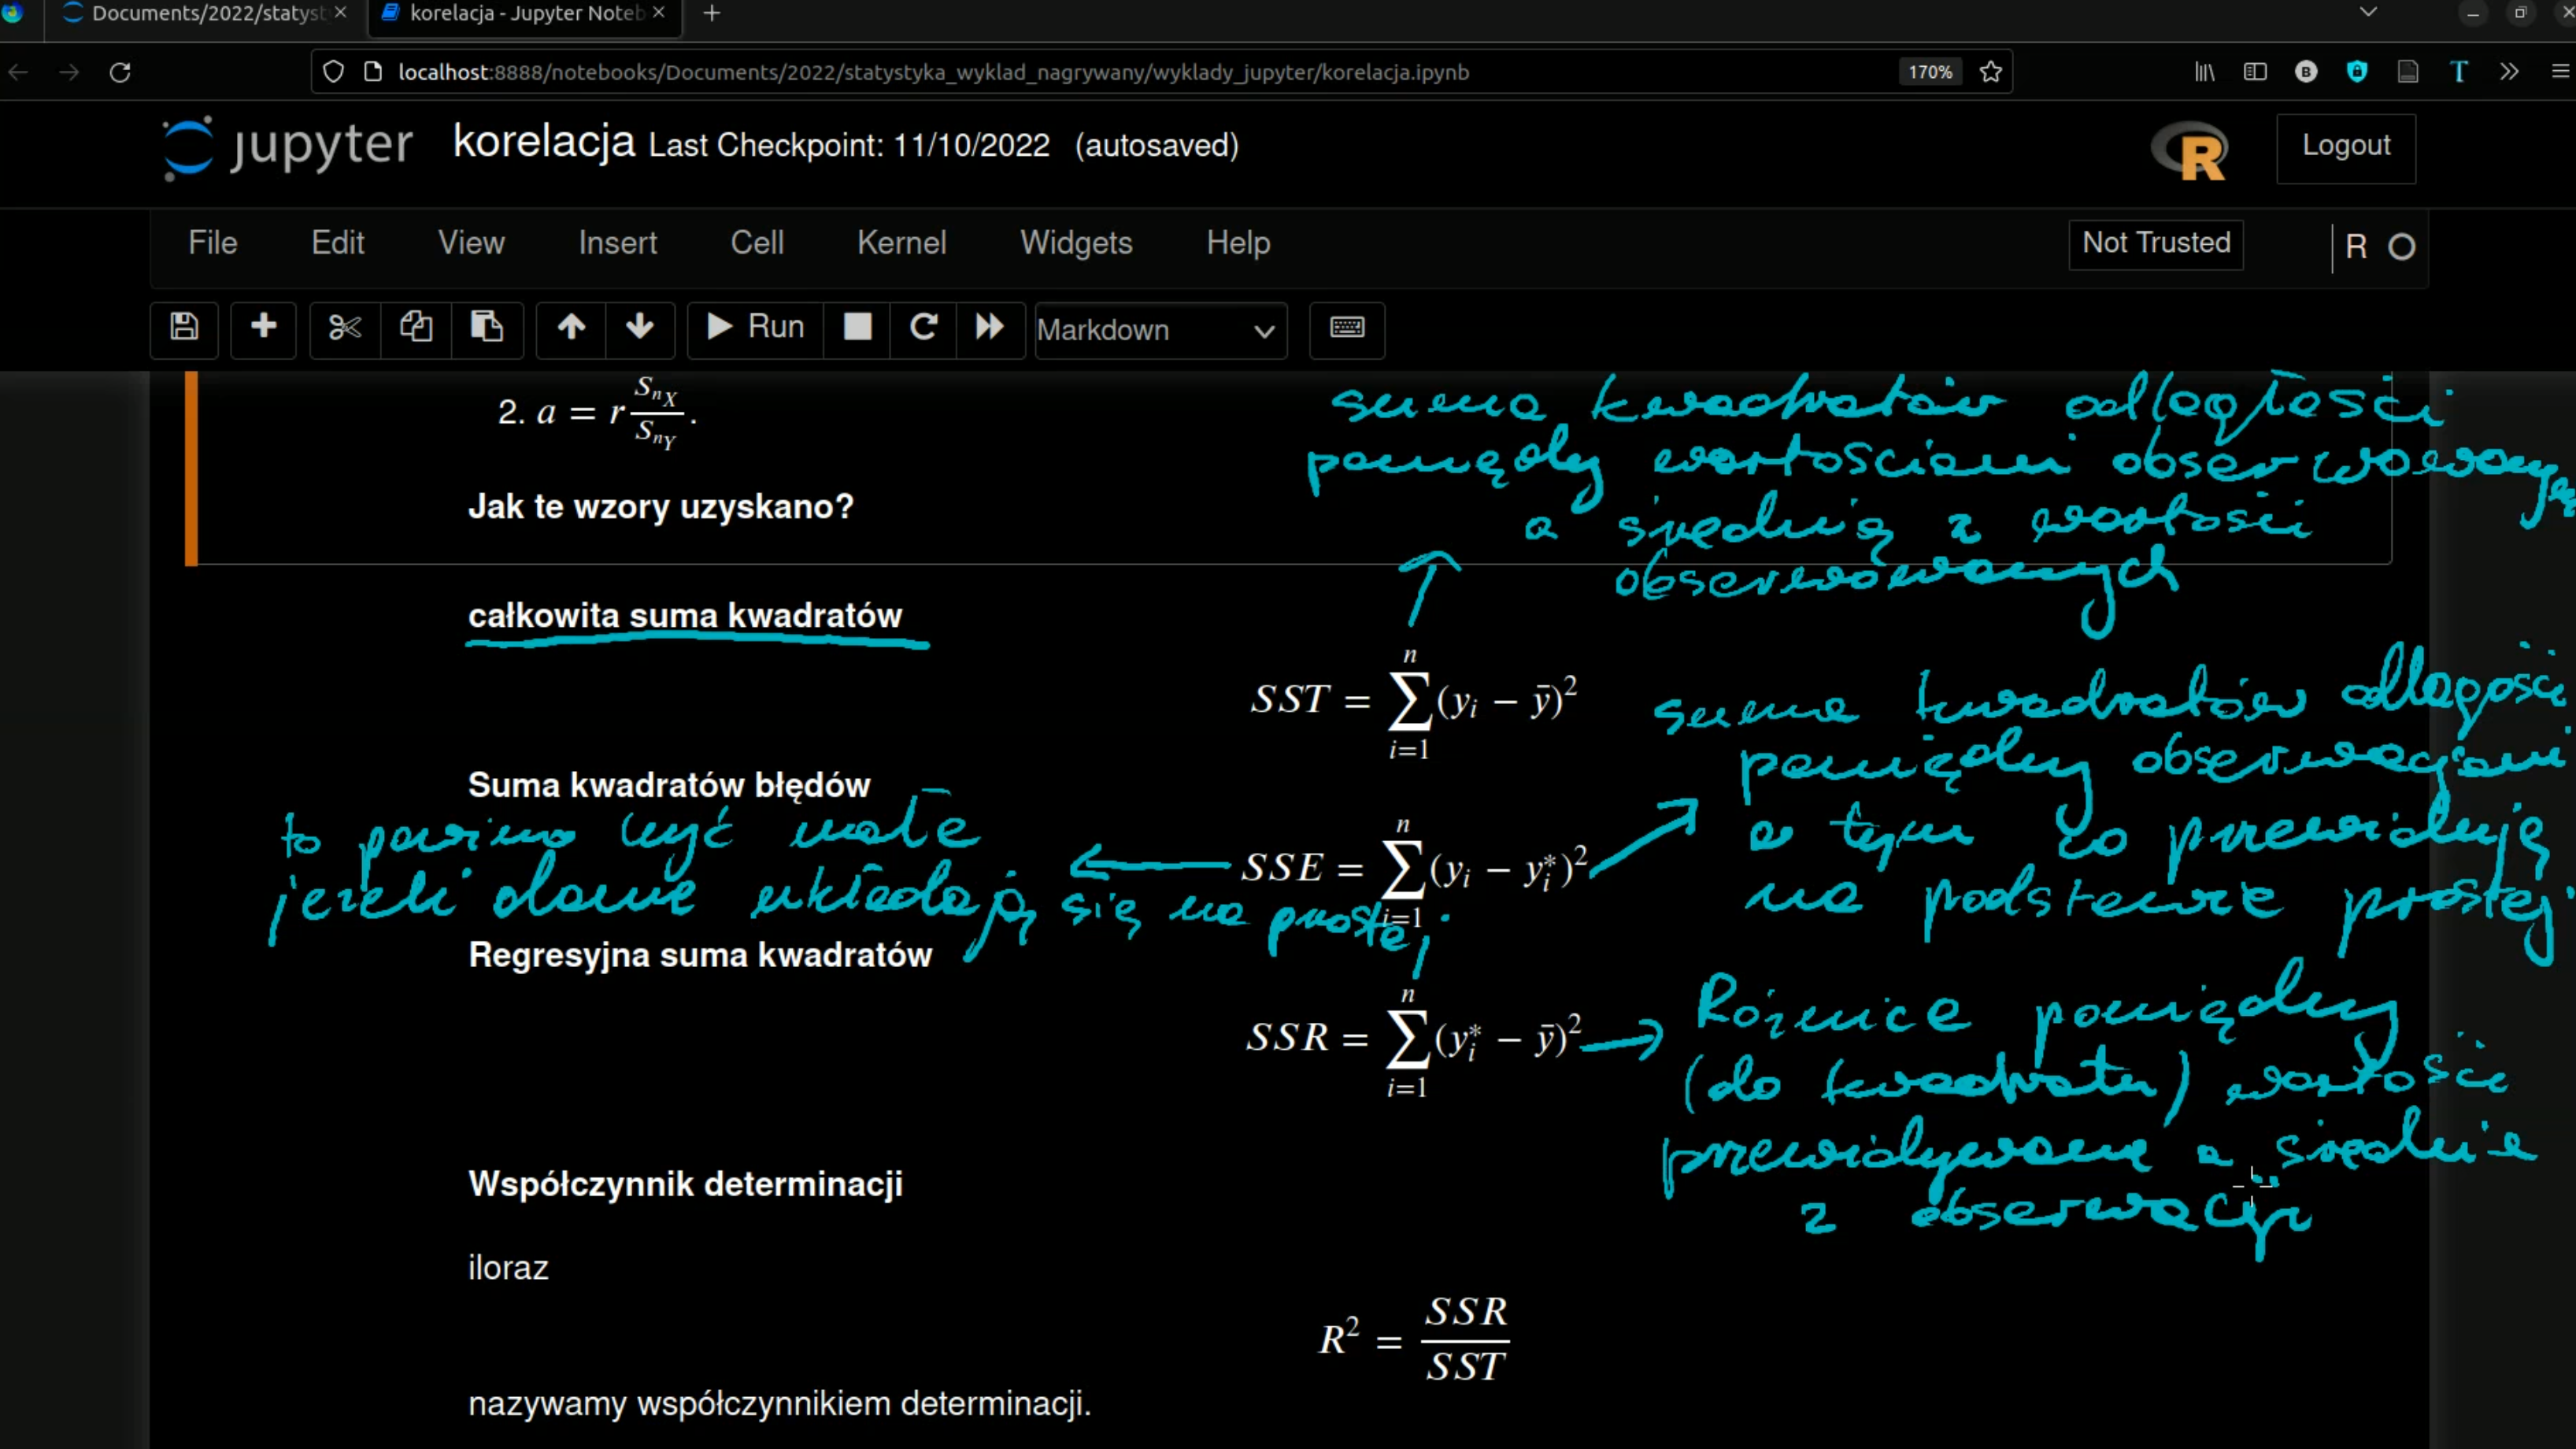 Documents/2022/statyst
korelacja - Jupyter Noteb
localhost:8888/notebooks/Documents/2022/statystyka_wyklad_nagrywany/wyklady_jupyter/korelacja.ipynb
170%
jupyter korelacja Last Checkpoint: 11/10/2022 (autosaved)
R
Logout
File Edit View Insert Cell Kernel Widgets Help
Not Trusted
R
Run
Markdown
2. a = r S_{n_X} / S_{n_Y}.
suma kwadratów odległości
pomiędzy wartościami obserwowanymi
a średnią z wartości
obserwowanych
Jak te wzory uzyskano?
całkowita suma kwadratów
SST = \sum_{i=1}^{n} (y_i − ȳ)^2
suma kwadratów odległości
pomiędzy obserwacjami
a tym co przewidują
na podstawie prostej
Suma kwadratów błędów
to powinno być małe
jeżeli dane układają się na prostej
SSE = \sum_{i=1}^{n} (y_i − y_i^*)^2
Regresyjna suma kwadratów
SSR = \sum_{i=1}^{n} (y_i^* − ȳ)^2
Różnice pomiędzy
(do kwadratu) wartości
przewidywane a średnie
z obserwacji
Współczynnik determinacji
iloraz
R^2 = SSR / SST
nazywamy współczynnikiem determinacji.